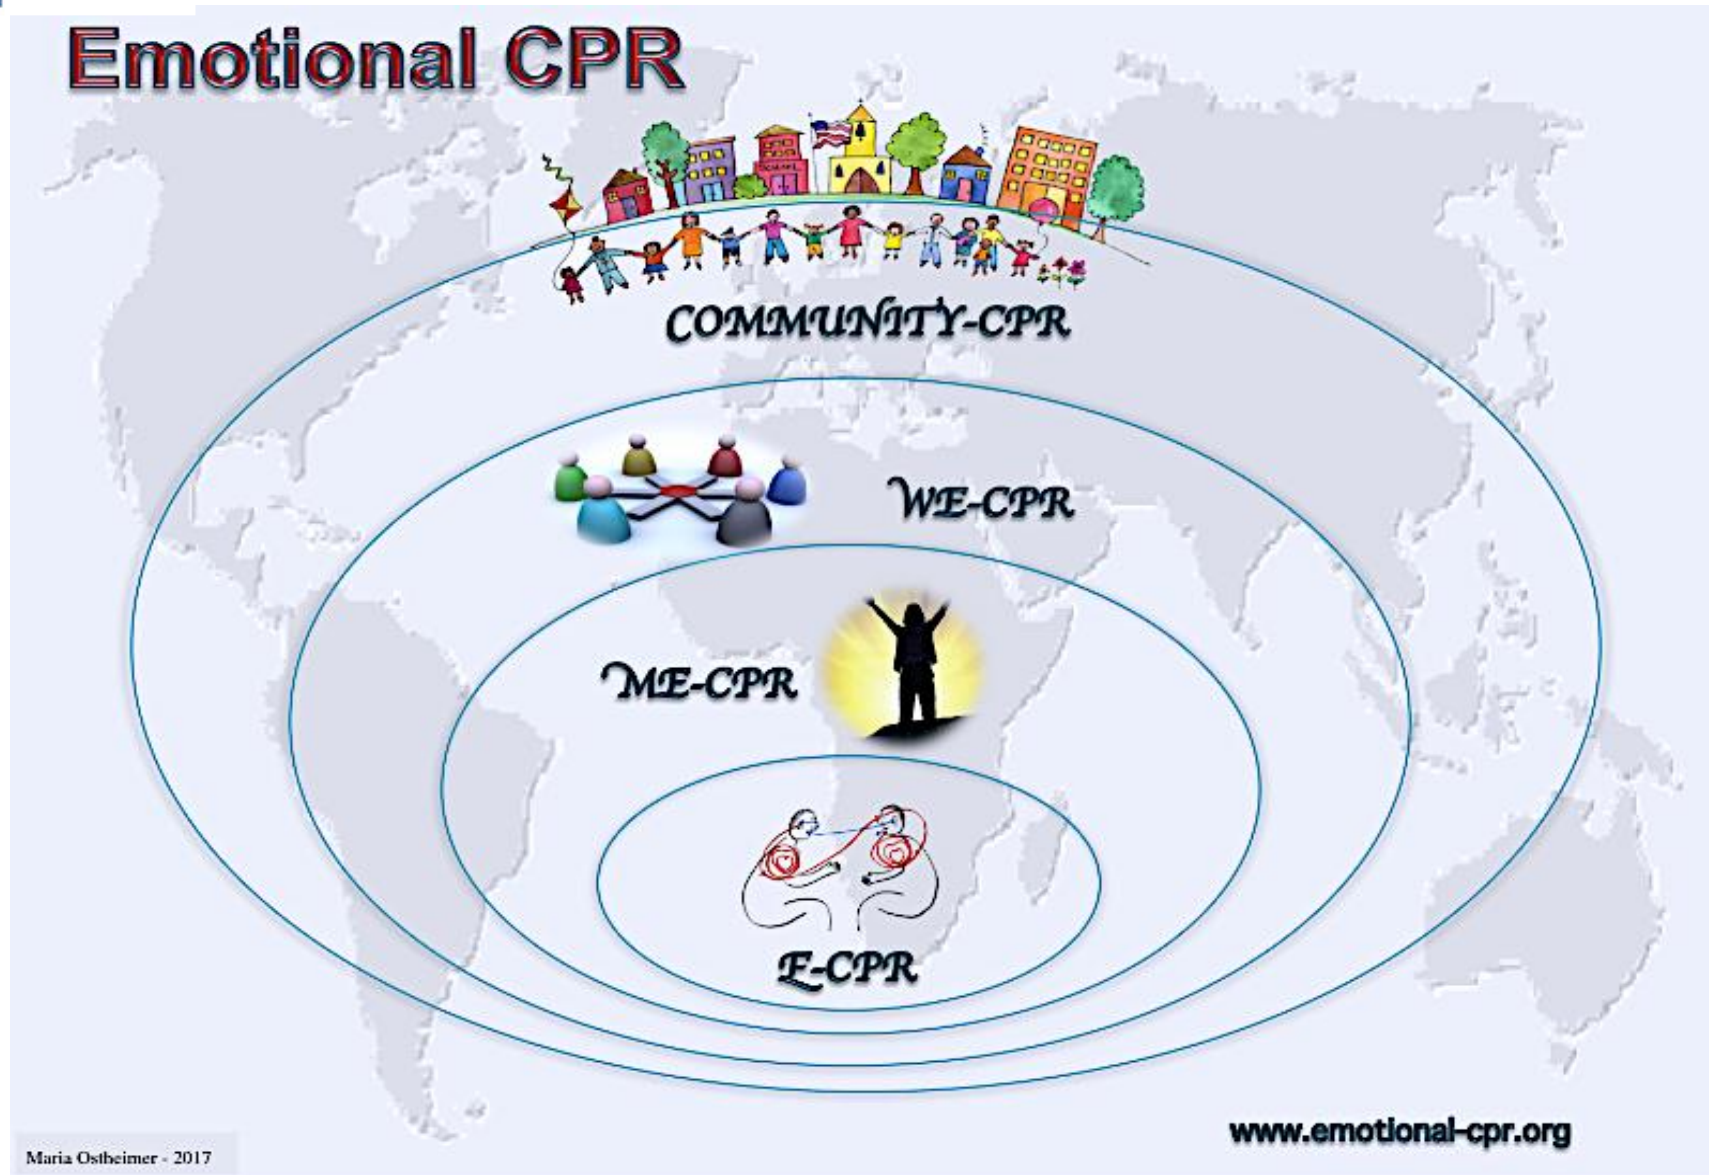 Emotional CPR
COMMUNITY-CPR
WE-CPR
ME-CPR
E-CPR
www.emotional-cpr.org
Maria Ostheimer - 2017